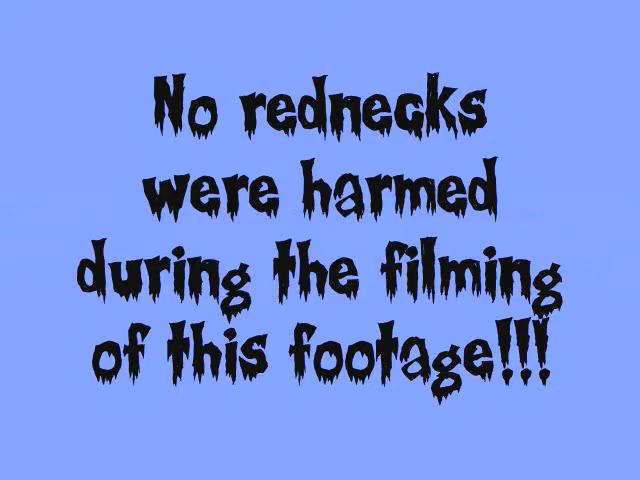 No rednecks
were harmed
during the filming
of this footage!!!